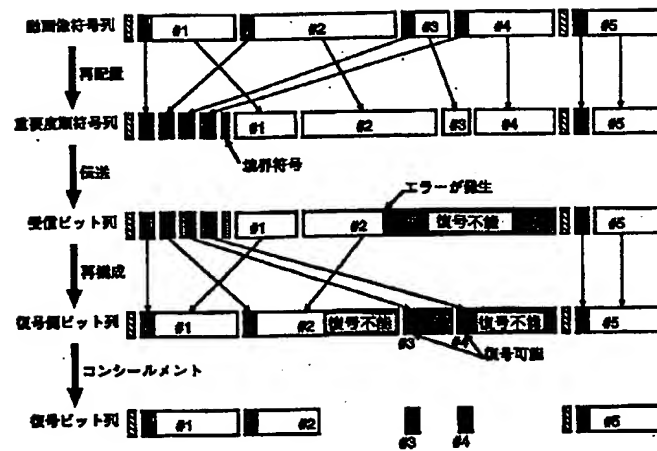 動画像符号列
#1
#2
#3
#4
#5
再配置
重要度順符号列
#1
#2
#3
#4
#5
境界符号
伝送
エラーが発生
受信ビット列
#1
#2
復号不能
#5
再構成
復号側ビット列
#1
#2
復号不能
#3
#4
復号不能
#5
復号可能
コンシールメント
復号ビット列
#1
#2
#3
#4
#5